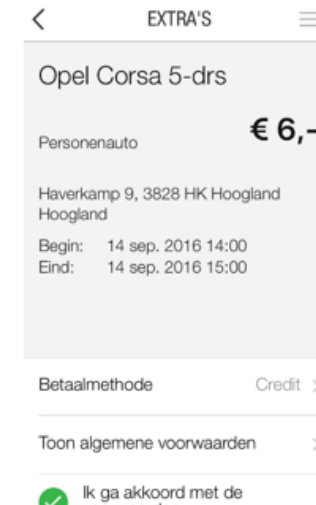 EXTRA'S
Opel Corsa 5-drs
Personenauto € 6,-
Haverkamp 9, 3828 HK Hoogland
Hoogland
Begin: 14 sep. 2016 14:00
Eind: 14 sep. 2016 15:00
Betaalmethode Credit
Toon algemene voorwaarden
Ik ga akkoord met de